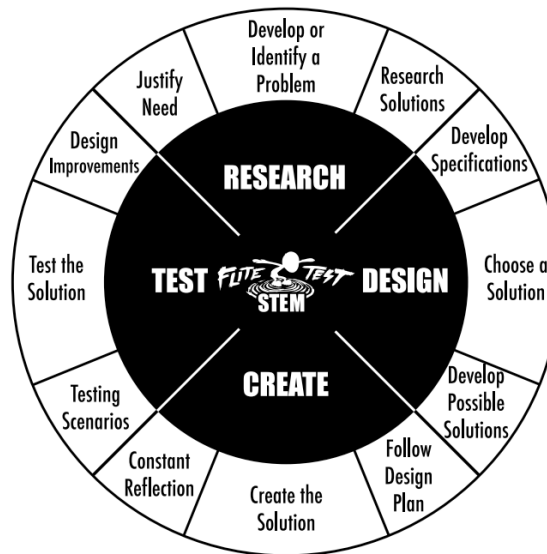 Develop or
Identify a
Problem
Justify
Need
Research
Solutions
Design
Improvements
Develop
Specifications
RESEARCH
Test the
Solution
TEST
FLITE TEST
STEM
DESIGN
Choose a
Solution
CREATE
Testing
Scenarios
Develop
Possible
Solutions
Constant
Reflection
Create the
Solution
Follow
Design
Plan